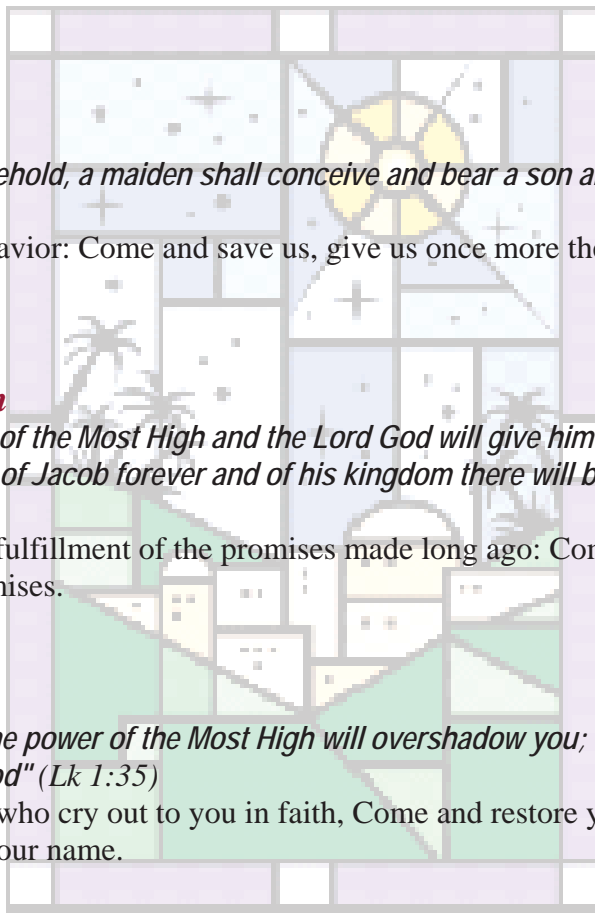 ehold, a maiden shall conceive and bear a son a
avior: Come and save us, give us once more the
n
of the Most High and the Lord God will give him
of Jacob forever and of his kingdom there will b
fulfillment of the promises made long ago: Con
nises.
he power of the Most High will overshadow you;
od" (Lk 1:35)
who cry out to you in faith, Come and restore y
our name.